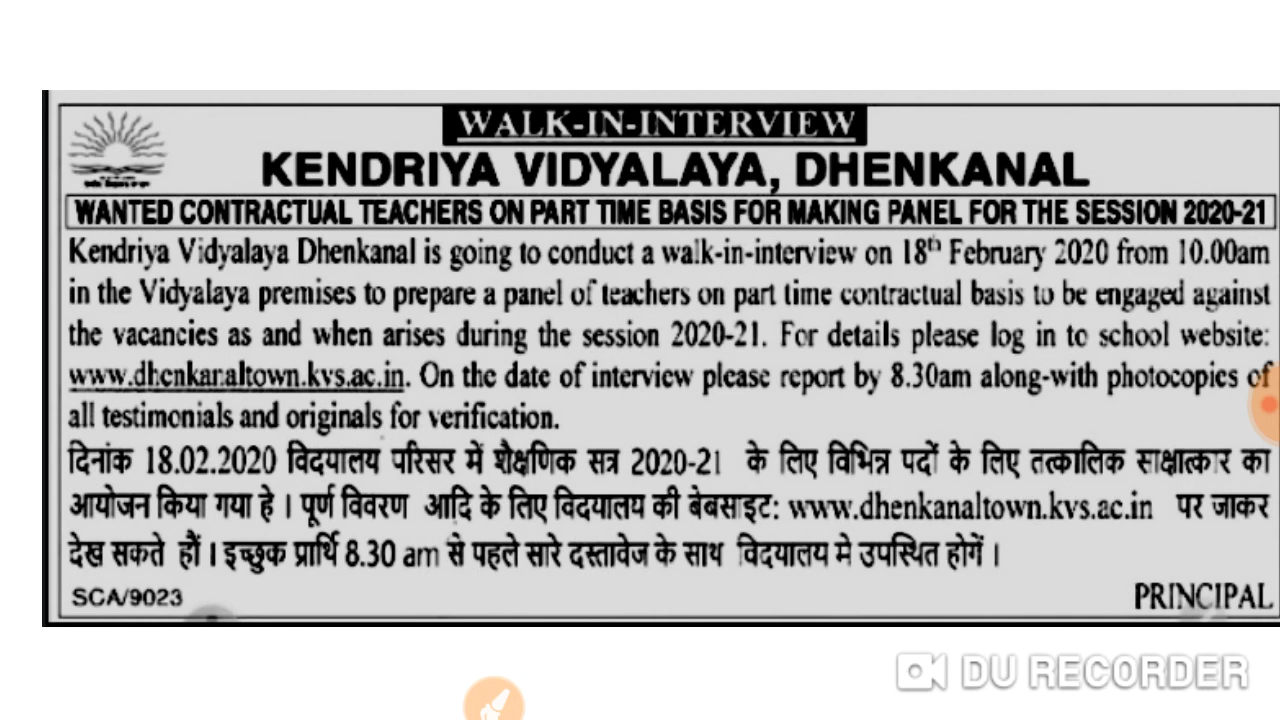 WALK-IN-INTERVIEW
KENDRIYA VIDYALAYA, DHENKANAL
WANTED CONTRACTUAL TEACHERS ON PART TIME BASIS FOR MAKING PANEL FOR THE SESSION 2020-21
Kendriya Vidyalaya Dhenkanal is going to conduct a walk-in-interview on 18th February 2020 from 10.00am
in the Vidyalaya premises to prepare a panel of teachers on part time contractual basis to be engaged against
the vacancies as and when arises during the session 2020-21. For details please log in to school website:
www.dhenkanaltown.kvs.ac.in. On the date of interview please report by 8.30am along-with photocopies of
all testimonials and originals for verification.
दिनांक 18.02.2020 विदयालय परिसर में शैक्षणिक सत्र 2020-21 के लिए विभिन्न पदों के लिए तत्कालिक साक्षात्कार का
आयोजन किया गया हे । पूर्ण विवरण आदि के लिए विदयालय की बेबसाइट: www.dhenkanaltown.kvs.ac.in पर जाकर
देख सकते हौं । इच्छुक प्रार्थि 8.30 am से पहले सारे दस्तावेज के साथ विदयालय मे उपस्थित होगें ।
SCA/9023
PRINCIPAL
DU RECORDER